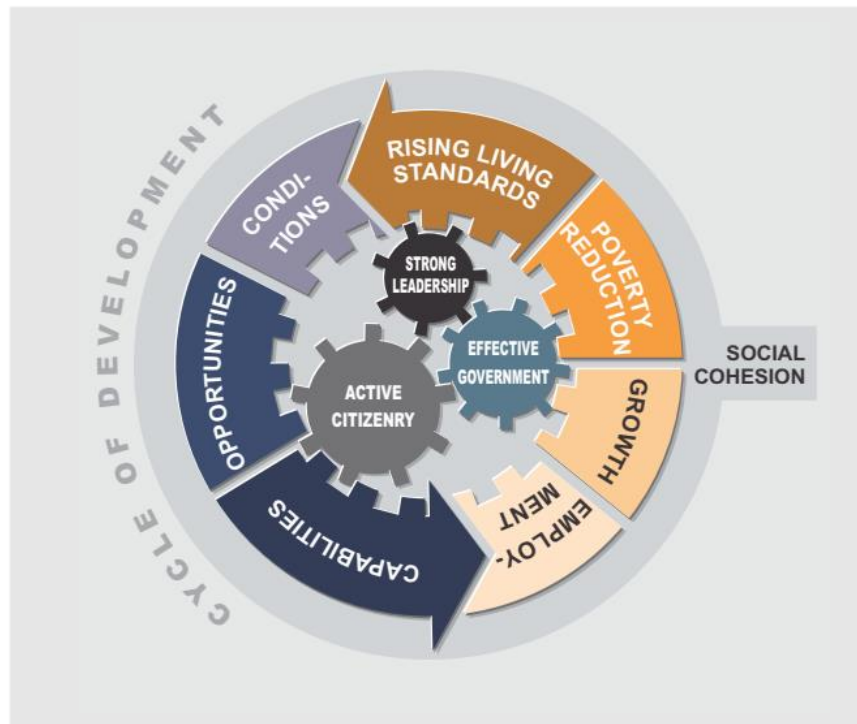 CYCLE OF DEVELOPMENT
RISING LIVING
STANDARDS
POVERTY
REDUCTION
GROWTH
EMPLOY-
MENT
CAPABILITIES
OPPORTUNITIES
CONDI-
TIONS
STRONG
LEADERSHIP
EFFECTIVE
GOVERNMENT
ACTIVE
CITIZENRY
SOCIAL
COHESION